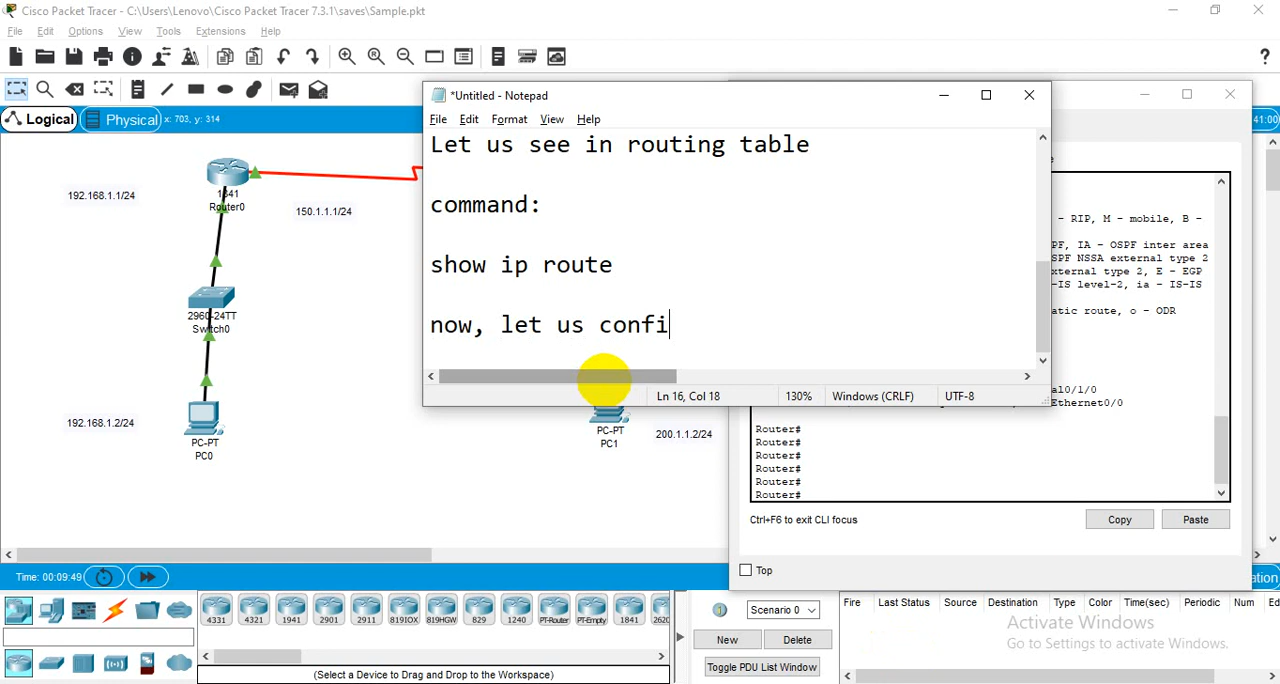 Cisco Packet Tracer - C:\Users\Lenovo\Cisco Packet Tracer 7.3.1\saves\Sample.pkt
File Edit Options View Tools Extensions Help
?
Logical Physical x: 703, y: 314
41:00
*Untitled - Notepad
File Edit Format View Help
Let us see in routing table
command:
show ip route
now, let us confi
Ln 16, Col 18 130% Windows (CRLF) UTF-8
192.168.1.1/24
1841
Router0
150.1.1.1/24
2960-24TT
Switch0
192.168.1.2/24
PC-PT
PC0
PC-PT
PC1
200.1.1.2/24
- RIP, M - mobile, B -
PF, IA - OSPF inter area
SPF NSSA external type 2
xternal type 2, E - EGP
-IS level-2, ia - IS-IS
atic route, o - ODR
al0/1/0
Ethernet0/0
Router#
Router#
Router#
Router#
Router#
Router#
Ctrl+F6 to exit CLI focus
Copy Paste
Top
Time: 00:09:49
4331 4321 1941 2901 2911 819IOX 819HGW 829 1240 PT-Router PT-Empty 1841 2620
(Select a Device to Drag and Drop to the Workspace)
Scenario 0
New Delete
Toggle PDU List Window
Fire Last Status Source Destination Type Color Time(sec) Periodic Num Ed
Activate Windows
Go to Settings to activate Windows.